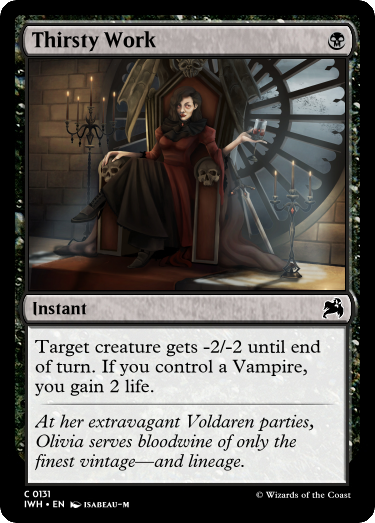 Thirsty Work
Instant
Target creature gets -2/-2 until end
of turn. If you control a Vampire,
you gain 2 life.
At her extravagant Voldaren parties,
Olivia serves bloodwine of only the
finest vintage—and lineage.
C 0131
IWH • EN ISABEAU-M
© Wizards of the Coast